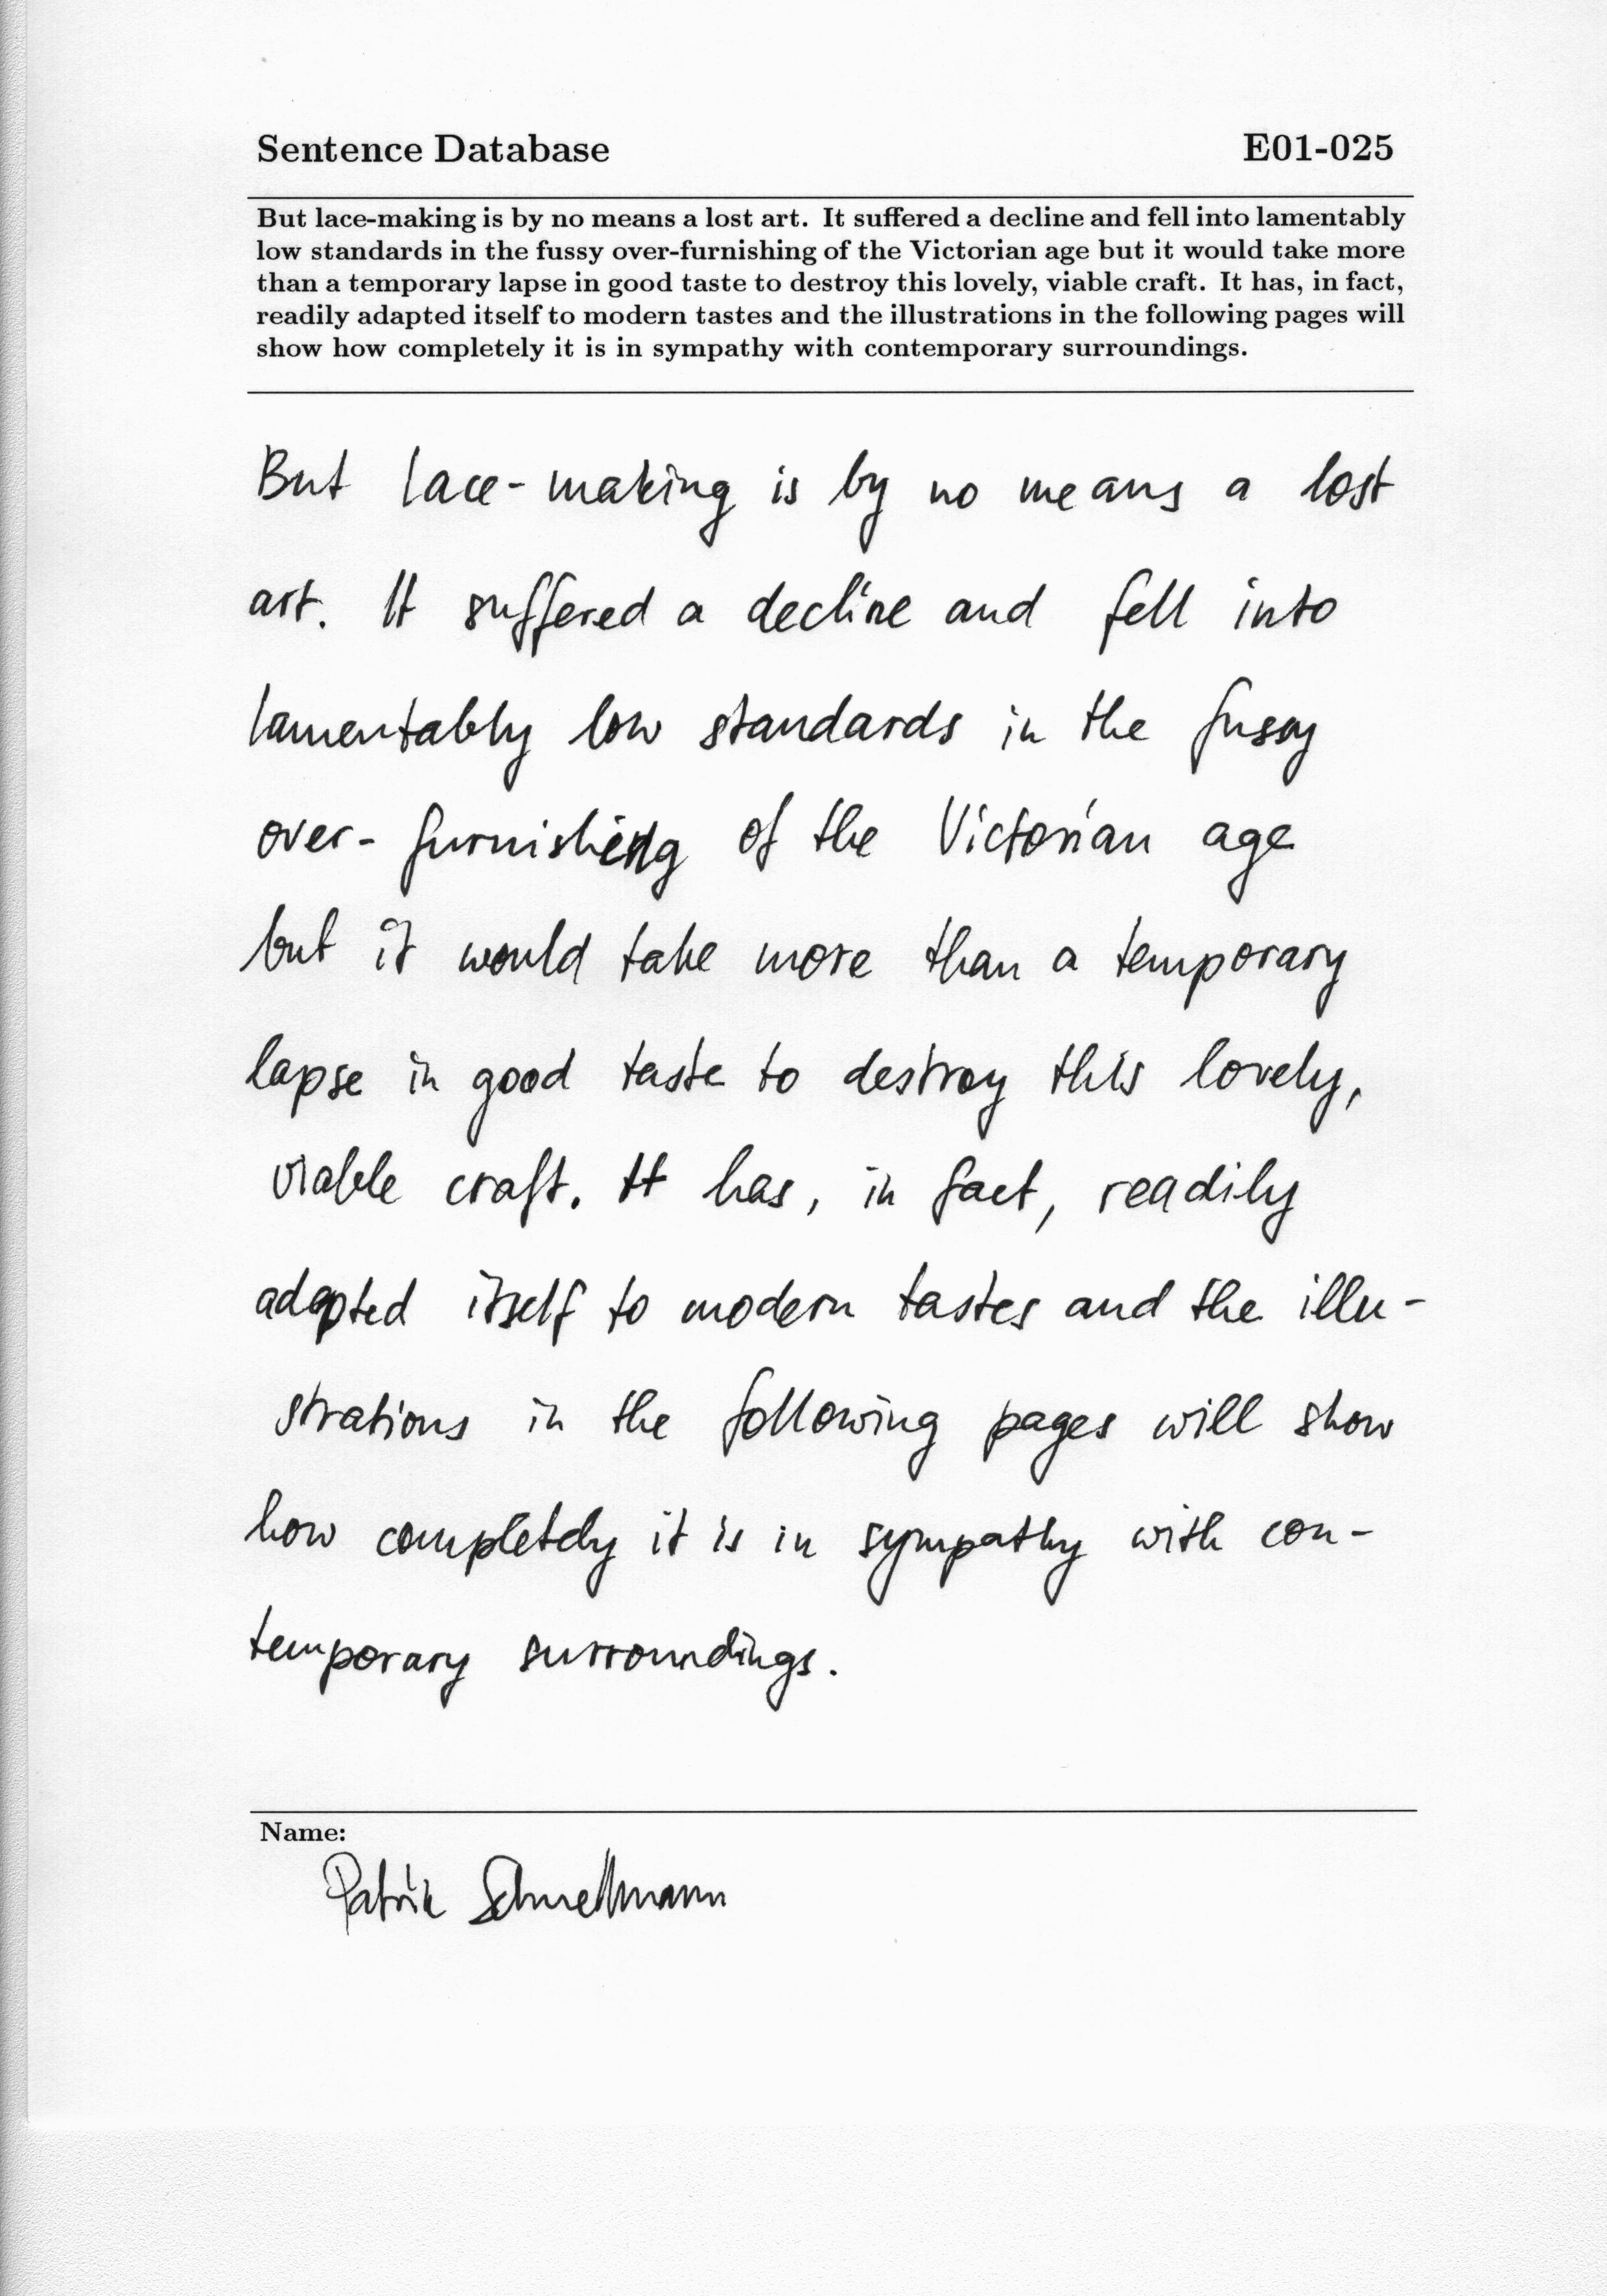 Sentence Database E01-025
But lace-making is by no means a lost art. It suffered a decline and fell into lamentably
low standards in the fussy over-furnishing of the Victorian age but it would take more
than a temporary lapse in good taste to destroy this lovely, viable craft. It has, in fact,
readily adapted itself to modern tastes and the illustrations in the following pages will
show how completely it is in sympathy with contemporary surroundings.
But lace-making is by no means a lost
art. It suffered a decline and fell into
lamentably low standards in the fussy
over-furnishing of the Victorian age
but it would take more than a temporary
lapse in good taste to destroy this lovely,
viable craft. It has, in fact, readily
adapted itself to modern tastes and the illu-
strations in the following pages will show
how completely it is in sympathy with con-
temporary surroundings.
Name:
Patrik Schnellmann